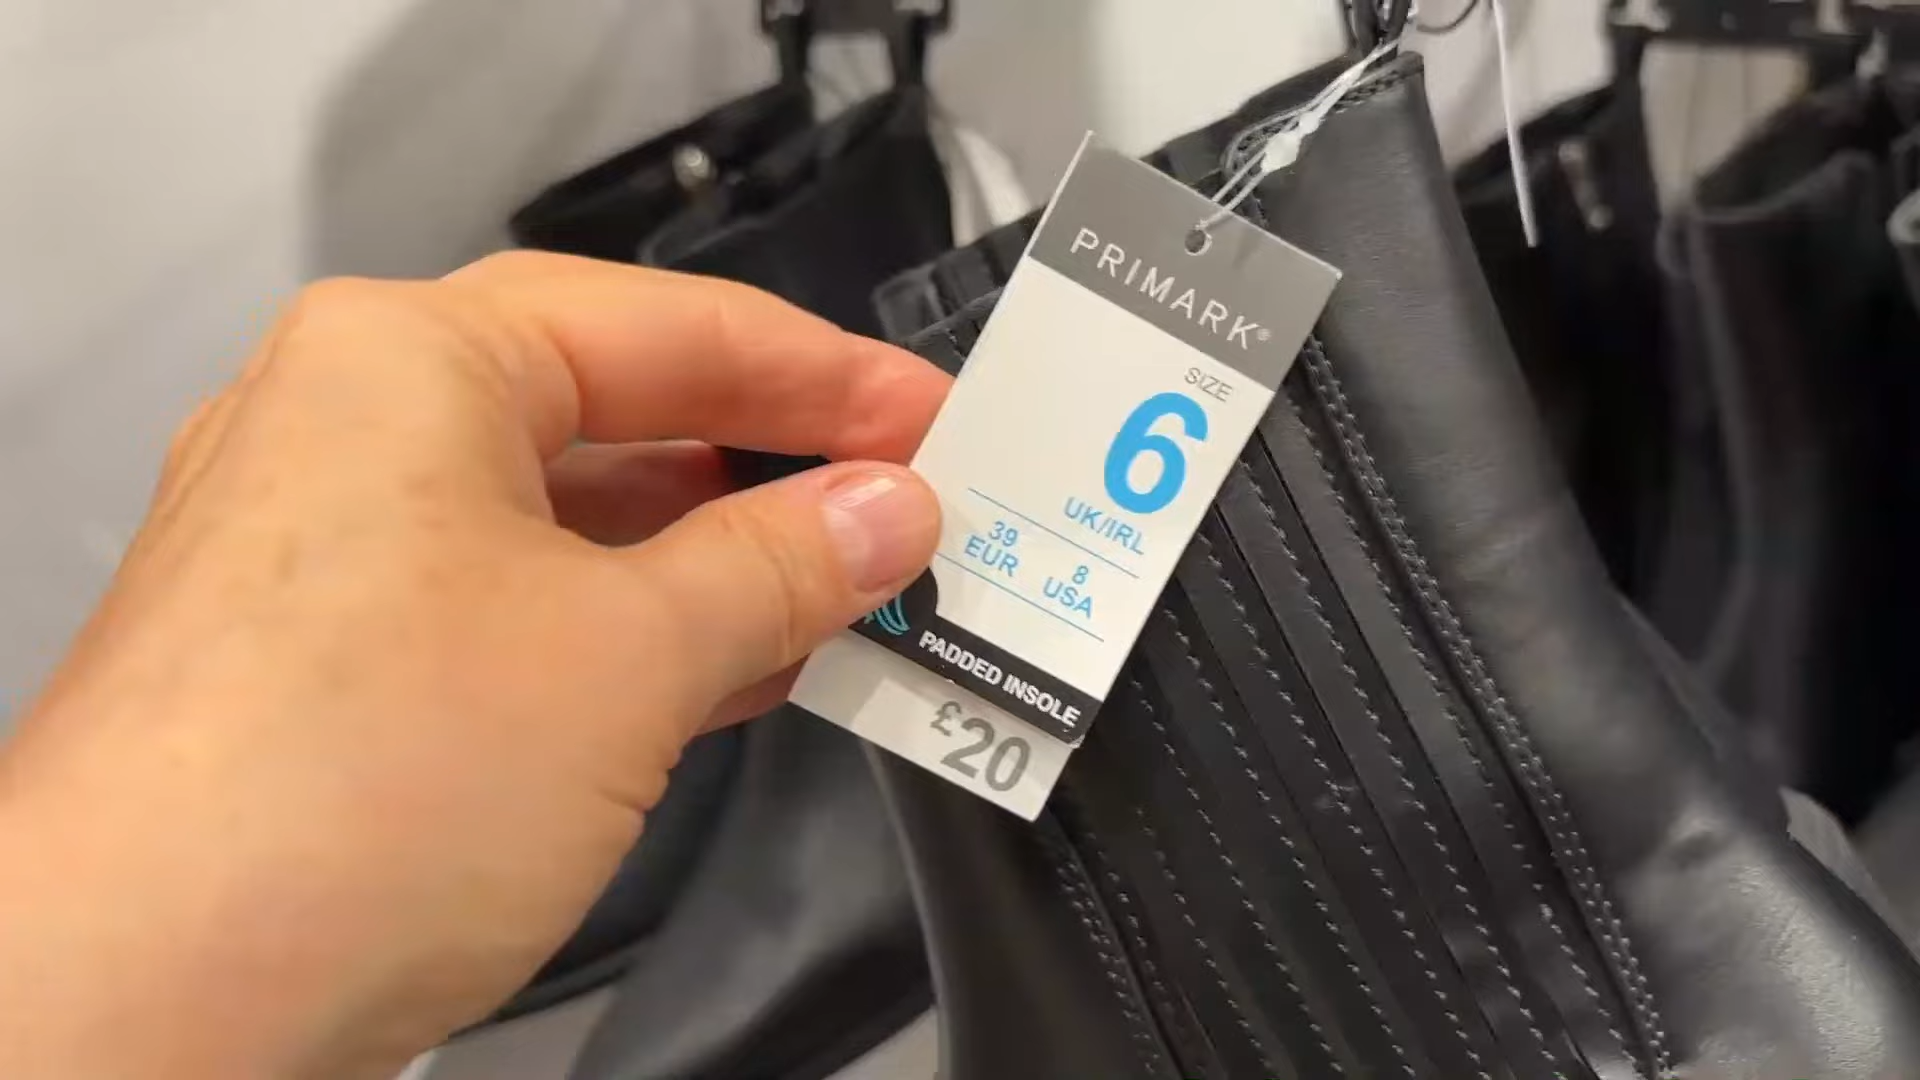 PRIMARK®
SIZE
6
UK/IRL
39
EUR
8
USA
PADDED INSOLE
£20